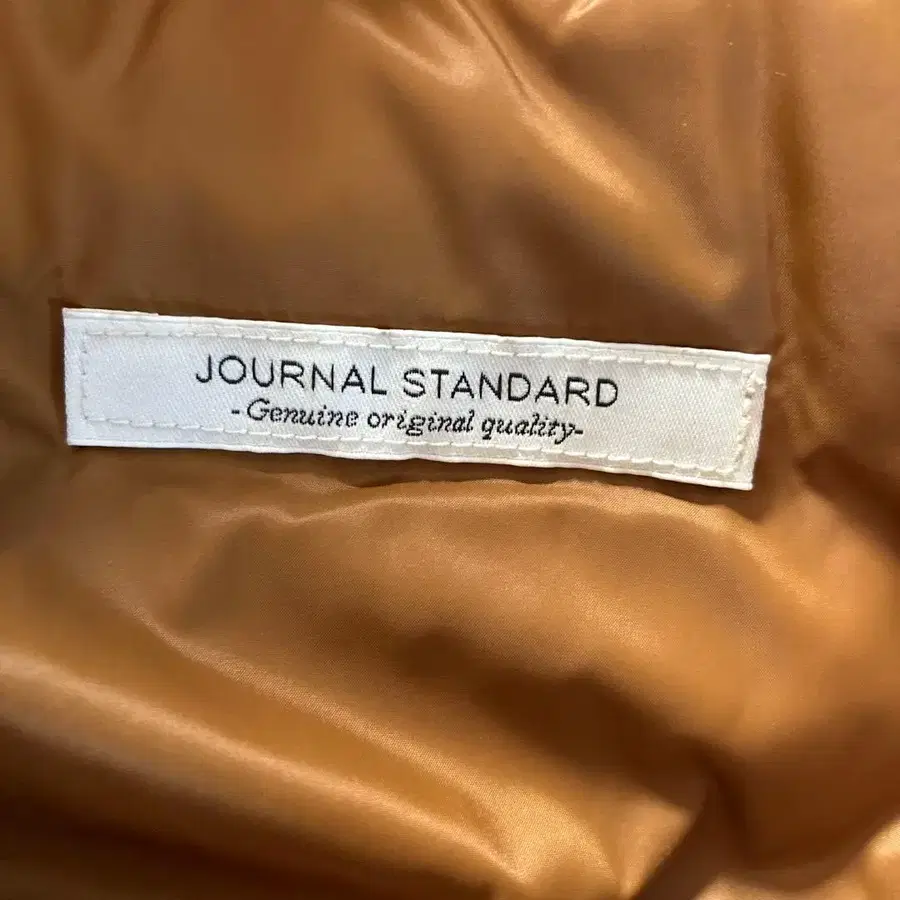 JOURNAL STANDARD
-Genuine original quality-